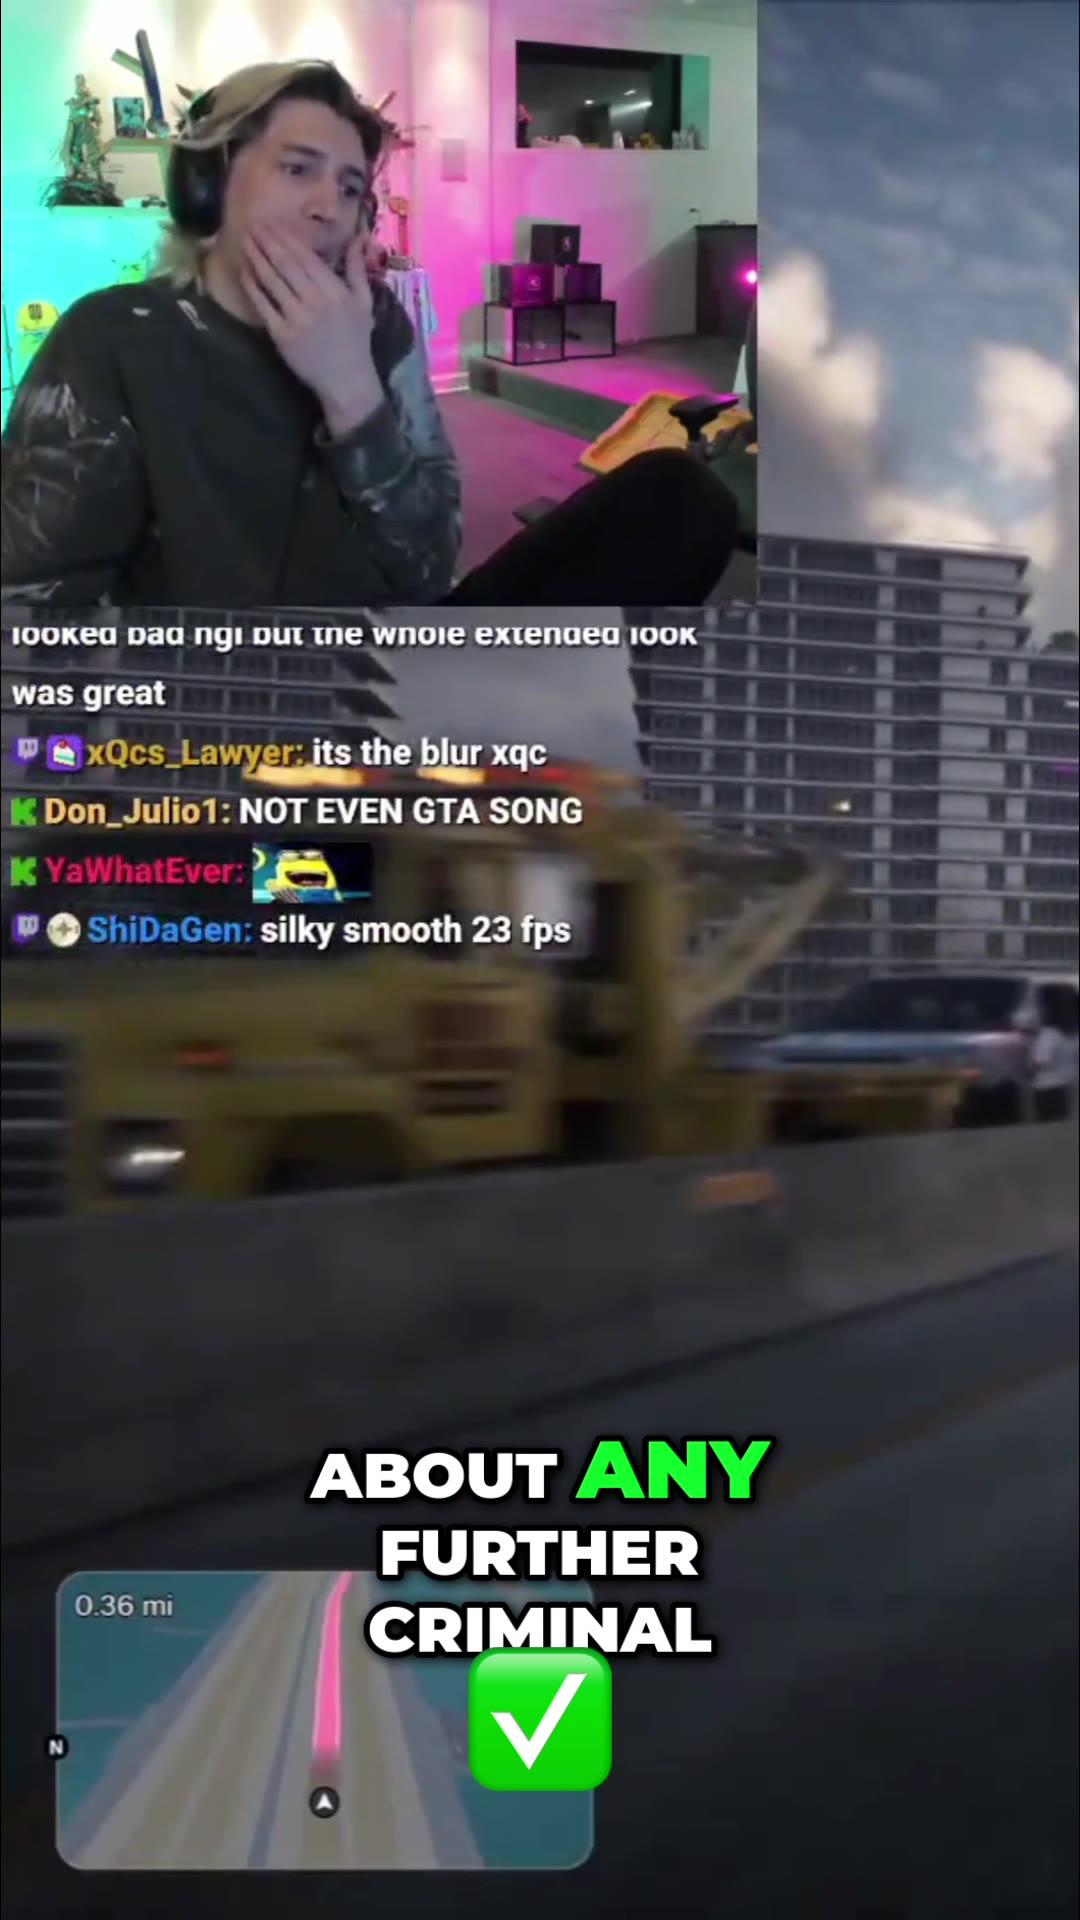 looked bad ngl but the whole extended look
was great
xQcs_Lawyer: its the blur xqc
Don_Julio1: NOT EVEN GTA SONG
YaWhatEver:
ShiDaGen: silky smooth 23 fps
ABOUT ANY
FURTHER
CRIMINAL
0.36 mi
N